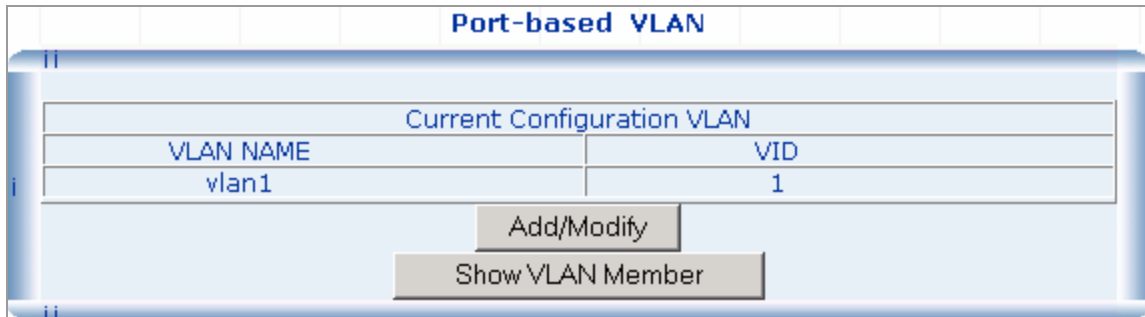 Port-based VLAN
Current Configuration VLAN
VLAN NAME VID
vlan1 1
Add/Modify
Show VLAN Member